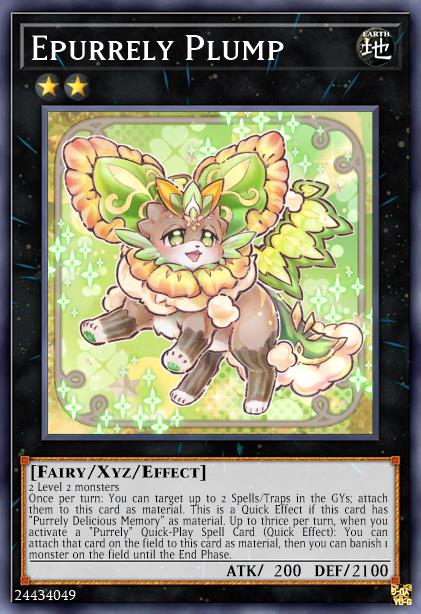 Epurrely Plump
EARTH
地
[Fairy/Xyz/Effect]
2 Level 2 monsters
Once per turn: You can target up to 2 Spells/Traps in the GYs; attach
them to this card as material. This is a Quick Effect if this card has
"Purrely Delicious Memory" as material. Up to thrice per turn, when you
activate a "Purrely" Quick-Play Spell Card (Quick Effect): You can
attach that card on the field to this card as material, then you can banish 1
monster on the field until the End Phase.
ATK/ 200 DEF/2100
24434049